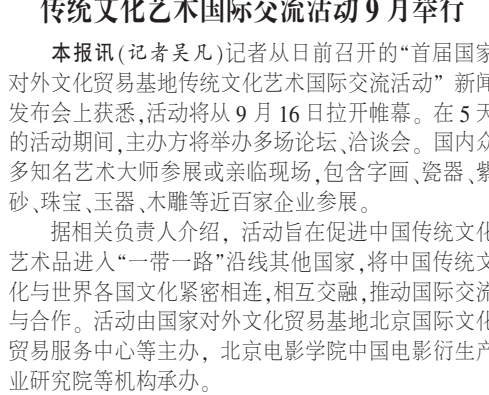 传统文化艺术国际交流活动9月举行
本报讯(记者吴凡)记者从日前召开的“首届国家
对外文化贸易基地传统文化艺术国际交流活动”新闻
发布会上获悉,活动将从9月16日拉开帷幕。在5天
的活动期间,主办方将举办多场论坛、洽谈会。国内众
多知名艺术大师参展或亲临现场,包含字画、瓷器、紫
砂、珠宝、玉器、木雕等近百家企业参展。
据相关负责人介绍,活动旨在促进中国传统文化
艺术品进入“一带一路”沿线其他国家,将中国传统文
化与世界各国文化紧密相连,相互交融,推动国际交流
与合作。活动由国家对外文化贸易基地北京国际文化
贸易服务中心等主办,北京电影学院中国电影衍生产
业研究院等机构承办。